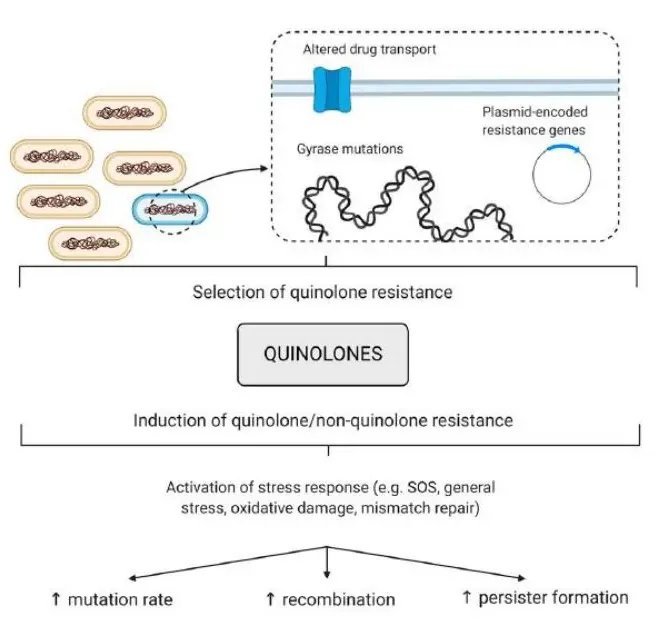 Altered drug transport
Plasmid-encoded
resistance genes
Gyrase mutations
Selection of quinolone resistance
QUINOLONES
Induction of quinolone/non-quinolone resistance
Activation of stress response (e.g. SOS, general
stress, oxidative damage, mismatch repair)
↑ mutation rate
↑ recombination
↑ persister formation